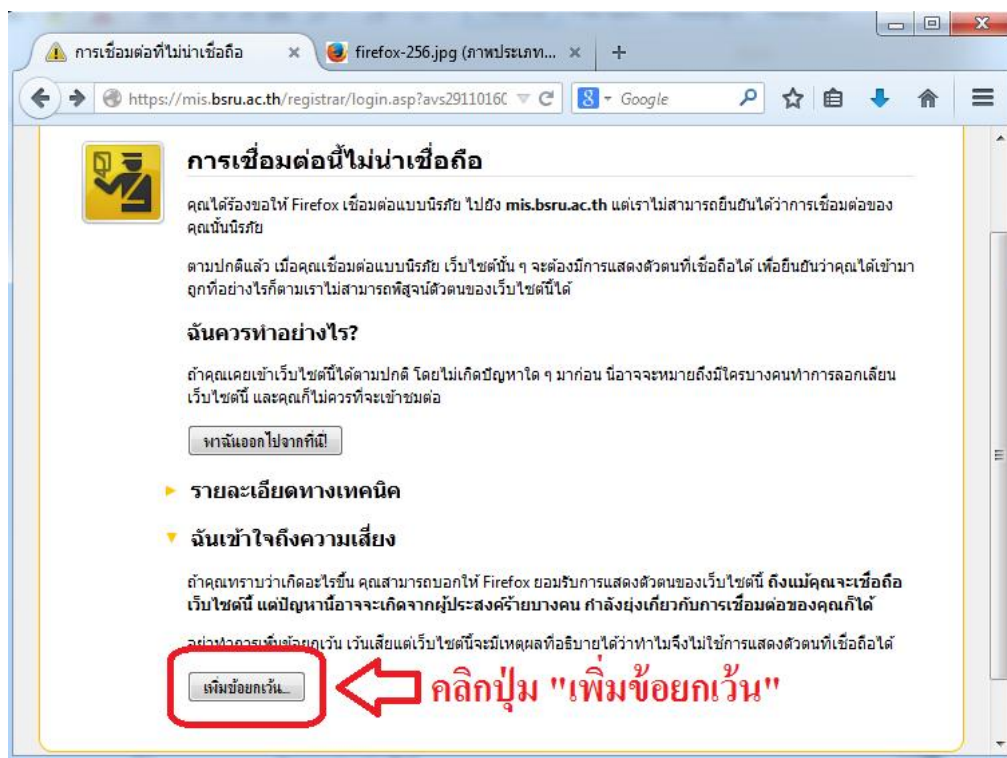 การเชื่อมต่อที่ไม่น่าเชื่อถือ
firefox-256.jpg (ภาพประเภท...
https://mis.bsru.ac.th/registrar/login.asp?avs2911016
Google
การเชื่อมต่อนี้ไม่น่าเชื่อถือ
คุณได้ร้องขอให้ Firefox เชื่อมต่อแบบนิรภัย ไปยัง mis.bsru.ac.th แต่เราไม่สามารถยืนยันได้ว่าการเชื่อมต่อของ
คุณนั้นนิรภัย
ตามปกติแล้ว เมื่อคุณเชื่อมต่อแบบนิรภัย เว็บไซต์นั้น ๆ จะต้องมีการแสดงตัวตนที่เชื่อถือได้ เพื่อยืนยันว่าคุณได้เข้ามา
ถูกที่อย่างไรก็ตามเราไม่สามารถพิสูจน์ตัวตนของเว็บไซต์นี้ได้
ฉันควรทำอย่างไร?
ถ้าคุณเคยเข้าเว็บไซต์นี้ได้ตามปกติ โดยไม่เกิดปัญหาใด ๆ มาก่อน นี่อาจจะหมายถึงมีใครบางคนทำการลอกเลียน
เว็บไซต์นี้ และคุณก็ไม่ควรที่จะเข้าชมต่อ
พาฉันออกไปจากที่นี่!
รายละเอียดทางเทคนิค
ฉันเข้าใจถึงความเสี่ยง
ถ้าคุณทราบว่าเกิดอะไรขึ้น คุณสามารถบอกให้ Firefox ยอมรับการแสดงตัวตนของเว็บไซต์นี้ ถึงแม้คุณจะเชื่อถือ
เว็บไซต์นี้ แต่ปัญหานี้อาจจะเกิดจากผู้ประสงค์ร้ายบางคน กำลังยุ่งเกี่ยวกับการเชื่อมต่อของคุณก็ได้
อย่าทำการเพิ่มข้อยกเว้น เว้นเสียแต่เว็บไซต์นี้จะมีเหตุผลที่อธิบายได้ว่าทำไมจึงไม่ใช้การแสดงตัวตนที่เชื่อถือได้
เพิ่มข้อยกเว้น...
คลิกปุ่ม "เพิ่มข้อยกเว้น"